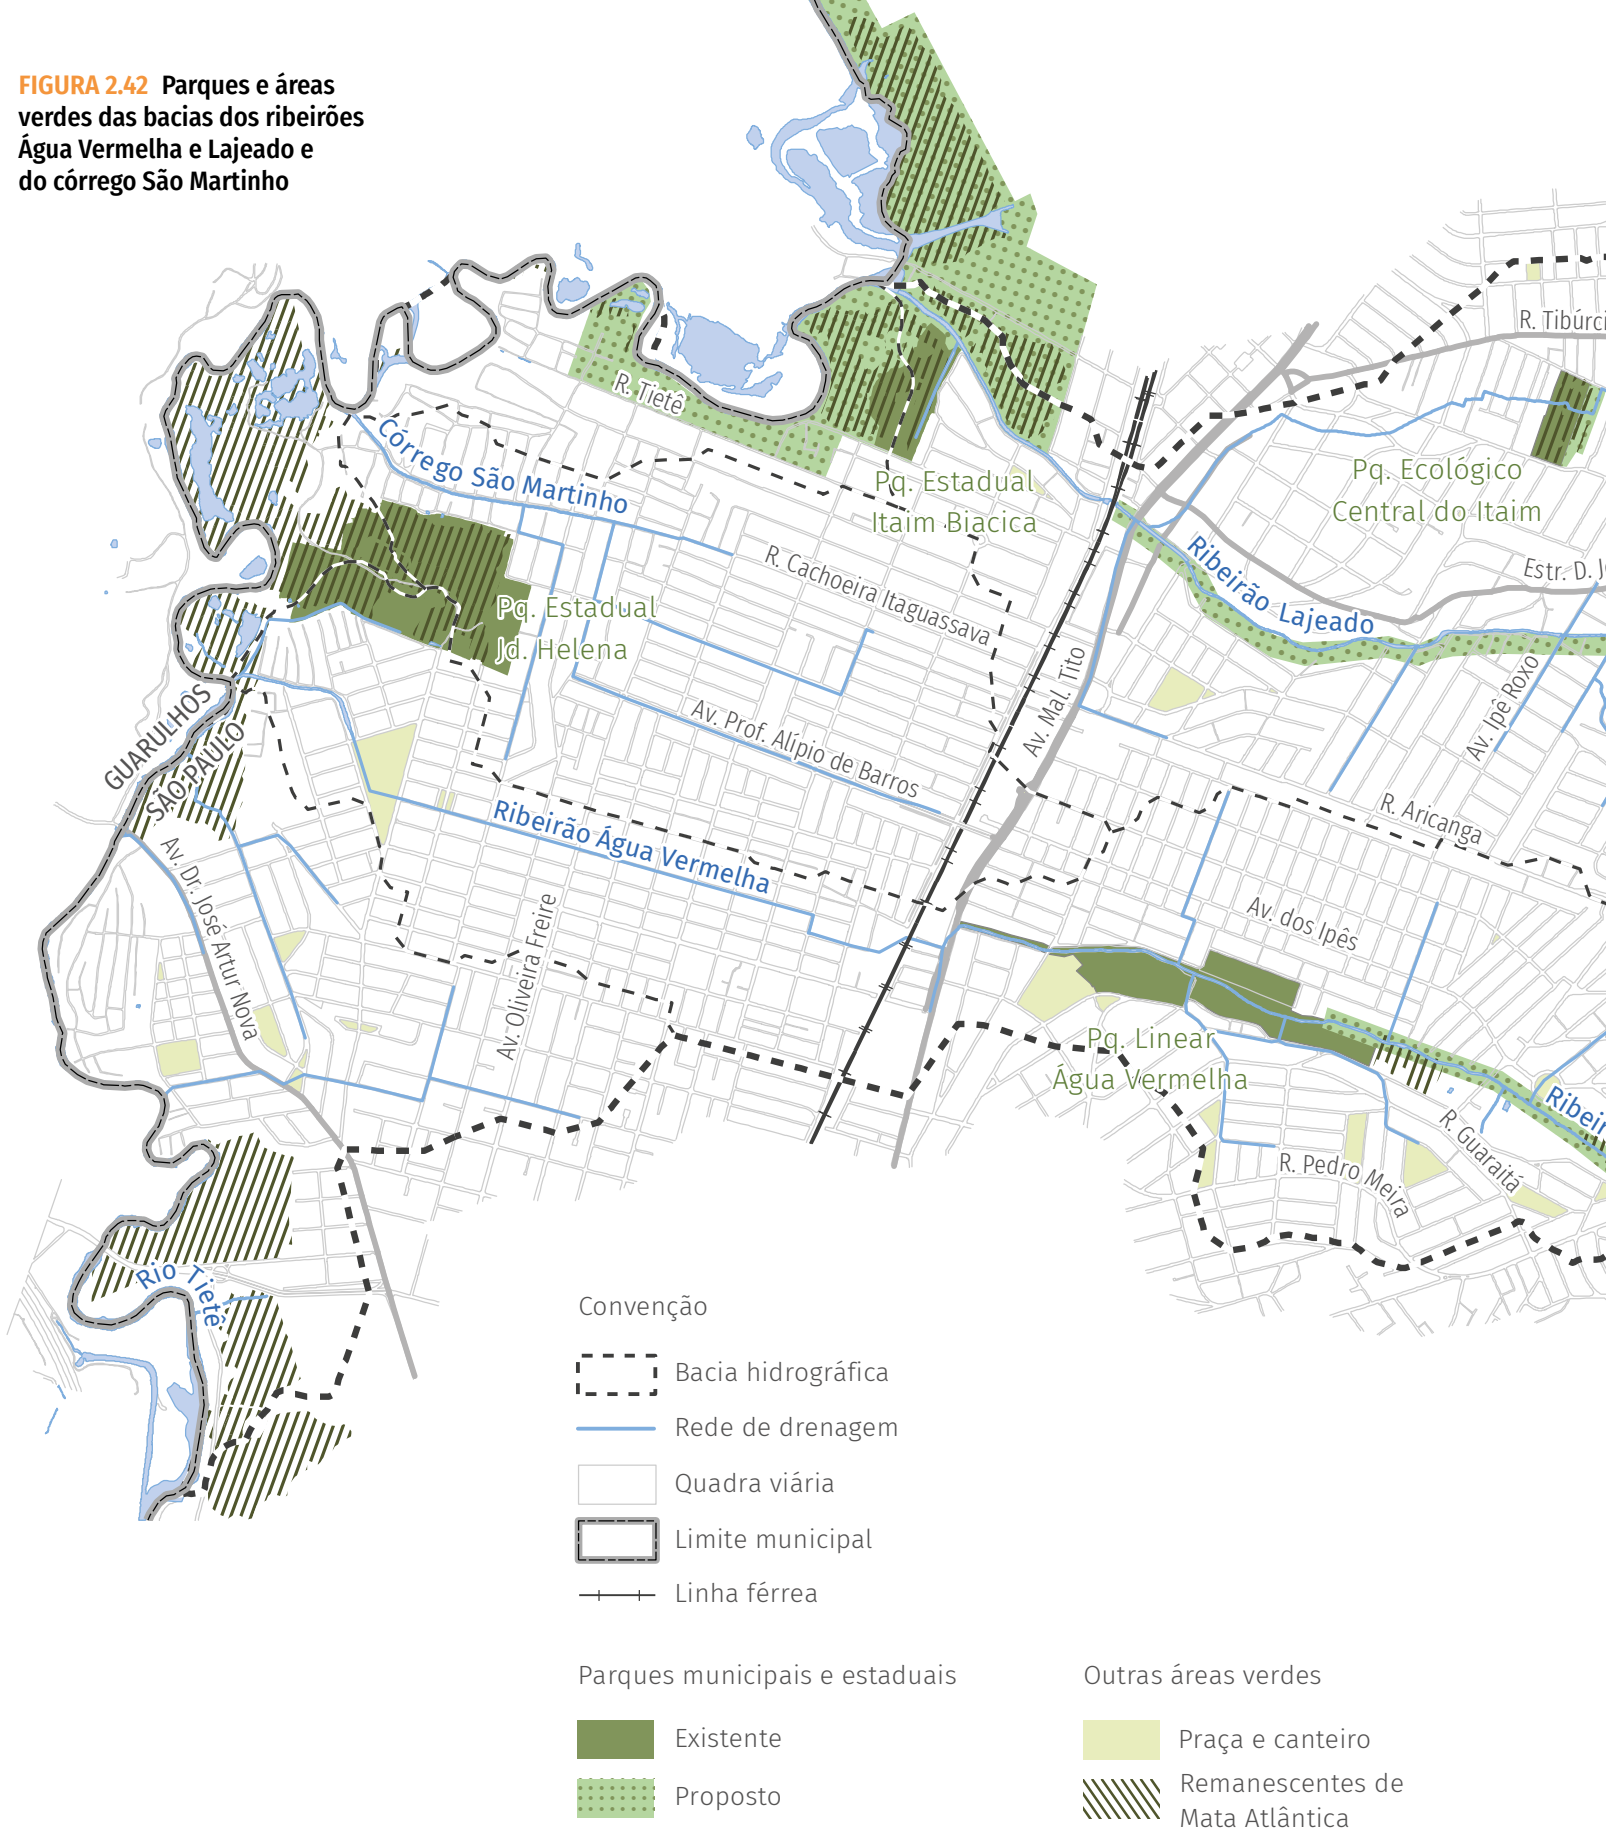 FIGURA 2.42 Parques e áreas
verdes das bacias dos ribeirões
Água Vermelha e Lajeado e
do córrego São Martinho
R. Tietê
Córrego São Martinho
Pq. Estadual
Itaim Biacica
Pq. Ecológico
Central do Itaim
Ribeirão Lajeado
R. Cachoeira Itaguassava
Pq. Estadual
Jd. Helena
Av. Mal. Tito
Av. Ipê Roxo
GUARULHOS
SÃO PAULO
Av. Prof. Alípio de Barros
R. Aricanga
Ribeirão Água Vermelha
Av. Dr. José Artur Nova
Av. Oliveira Freire
Av. dos Ipês
Pq. Linear
Água Vermelha
R. Guaraitá
R. Pedro Meira
Rio Tietê
Convenção
Bacia hidrográfica
Rede de drenagem
Quadra viária
Limite municipal
Linha férrea
Parques municipais e estaduais
Existente
Proposto
Outras áreas verdes
Praça e canteiro
Remanescentes de
Mata Atlântica